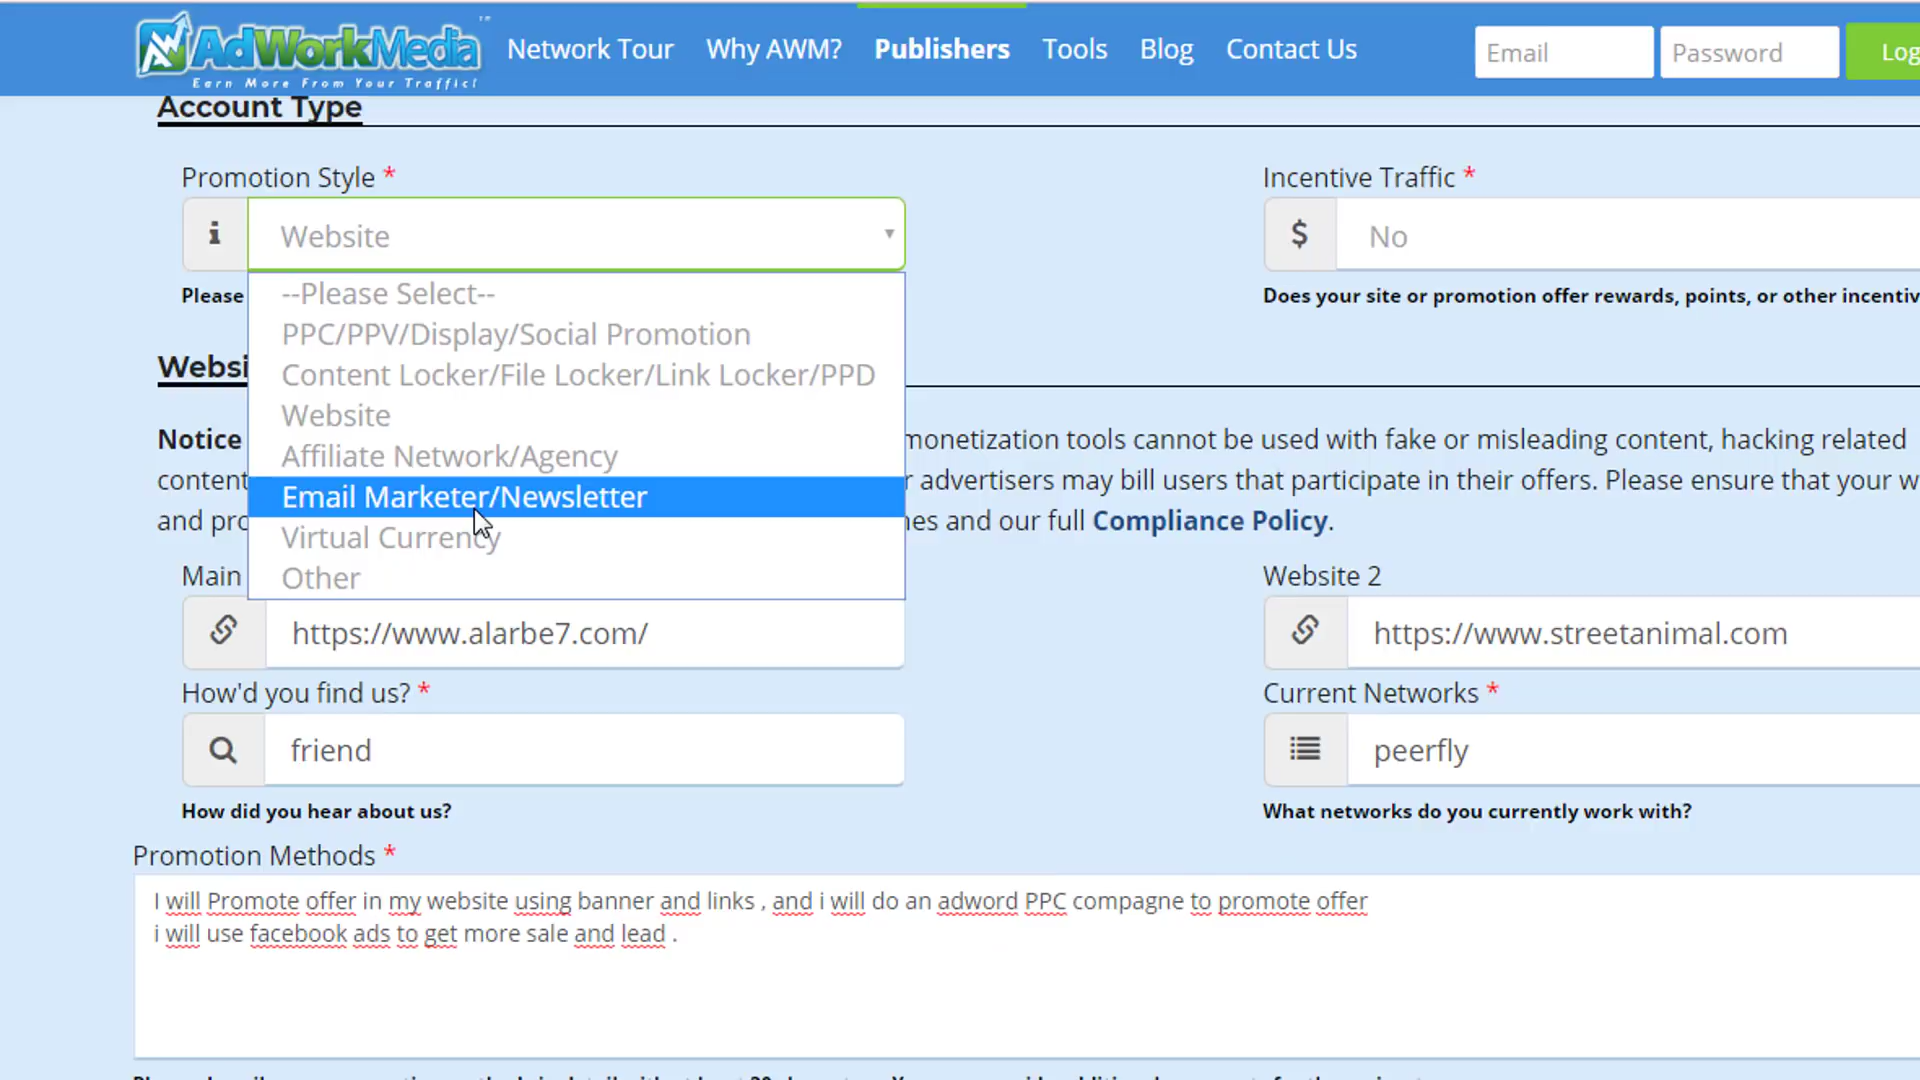 AdWorkMedia™
Earn More From Your Traffic!
Network Tour Why AWM? Publishers Tools Blog Contact Us Email Password Log
Account Type
Promotion Style * Incentive Traffic *
Website No
Please Does your site or promotion offer rewards, points, or other incentiv
--Please Select--
PPC/PPV/Display/Social Promotion
Content Locker/File Locker/Link Locker/PPD
Website
Affiliate Network/Agency
Email Marketer/Newsletter
Virtual Currency
Other
Websi
Notice monetization tools cannot be used with fake or misleading content, hacking related
content r advertisers may bill users that participate in their offers. Please ensure that your w
and pro nes and our full Compliance Policy.
Main Website 2
https://www.alarbe7.com/ https://www.streetanimal.com
How'd you find us? * Current Networks *
friend peerfly
How did you hear about us? What networks do you currently work with?
Promotion Methods *
I will Promote offer in my website using banner and links , and i will do an adword PPC compagne to promote offer
i will use facebook ads to get more sale and lead .